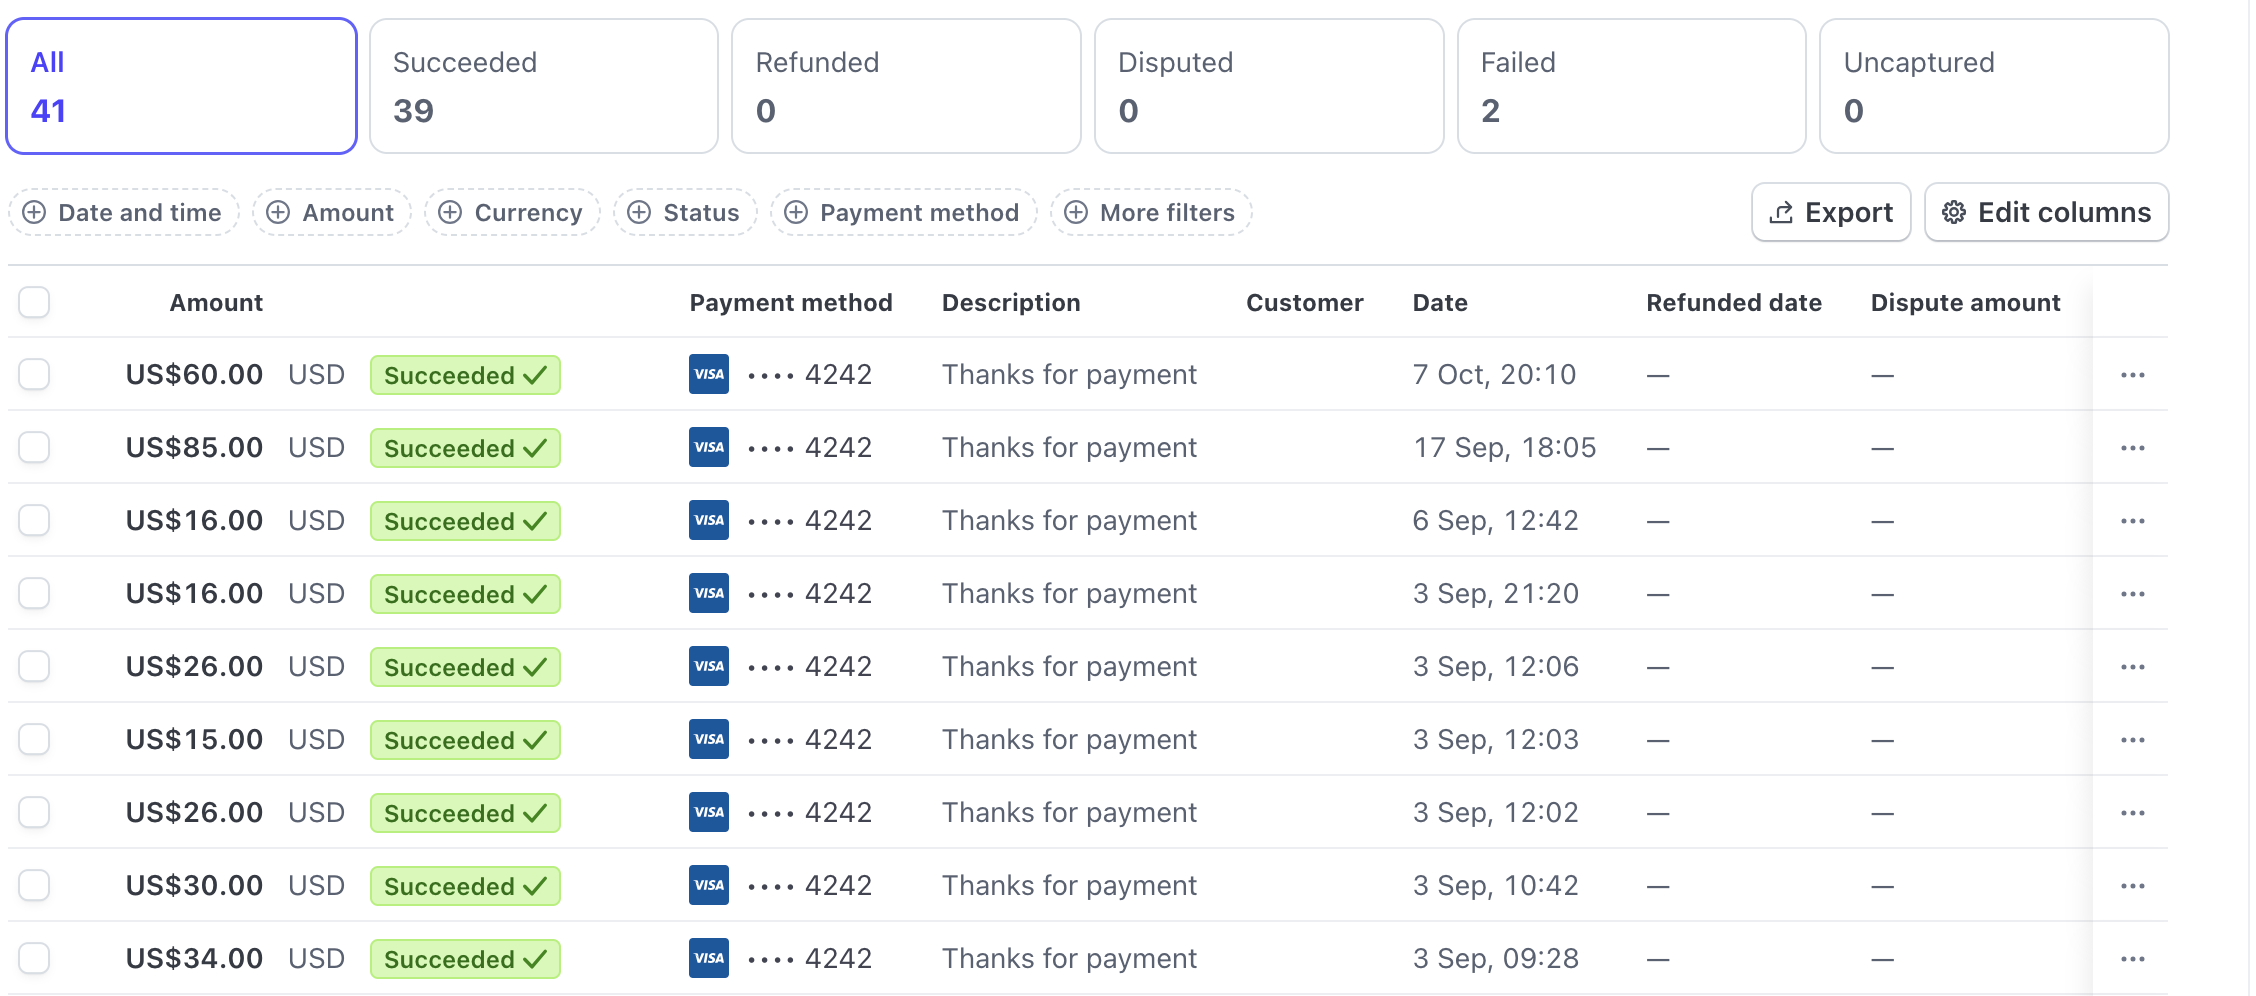 All Succeeded Refunded Disputed Failed Uncaptured
41 39 0 0 2 0
Date and time Amount Currency Status Payment method More filters Export Edit columns
Amount Payment method Description Customer Date Refunded date Dispute amount
US$60.00 USD Succeeded VISA •••• 4242 Thanks for payment 7 Oct, 20:10 — — •••
US$85.00 USD Succeeded VISA •••• 4242 Thanks for payment 17 Sep, 18:05 — — •••
US$16.00 USD Succeeded VISA •••• 4242 Thanks for payment 6 Sep, 12:42 — — •••
US$16.00 USD Succeeded VISA •••• 4242 Thanks for payment 3 Sep, 21:20 — — •••
US$26.00 USD Succeeded VISA •••• 4242 Thanks for payment 3 Sep, 12:06 — — •••
US$15.00 USD Succeeded VISA •••• 4242 Thanks for payment 3 Sep, 12:03 — — •••
US$26.00 USD Succeeded VISA •••• 4242 Thanks for payment 3 Sep, 12:02 — — •••
US$30.00 USD Succeeded VISA •••• 4242 Thanks for payment 3 Sep, 10:42 — — •••
US$34.00 USD Succeeded VISA •••• 4242 Thanks for payment 3 Sep, 09:28 — — •••